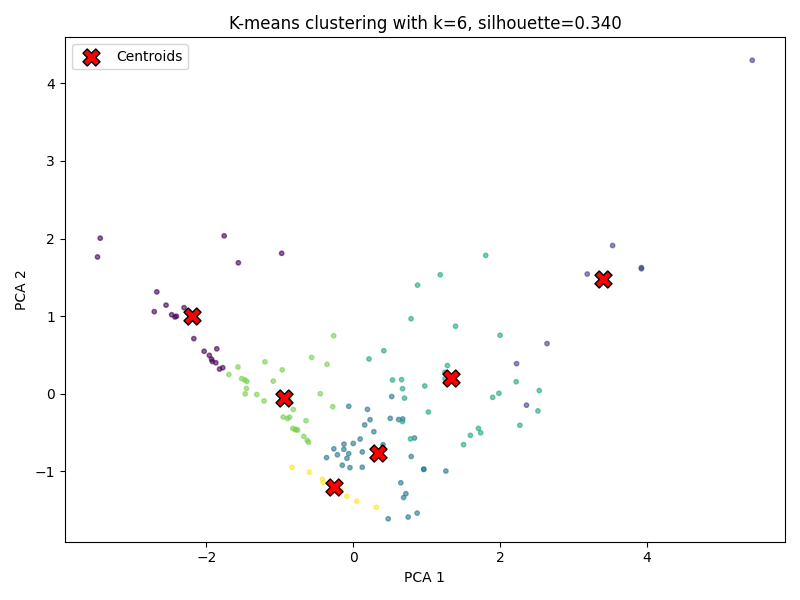 K-means clustering with k=6, silhouette=0.340
Centroids
4
3
2
1
0
−1
PCA 2
−2
0
2
4
PCA 1